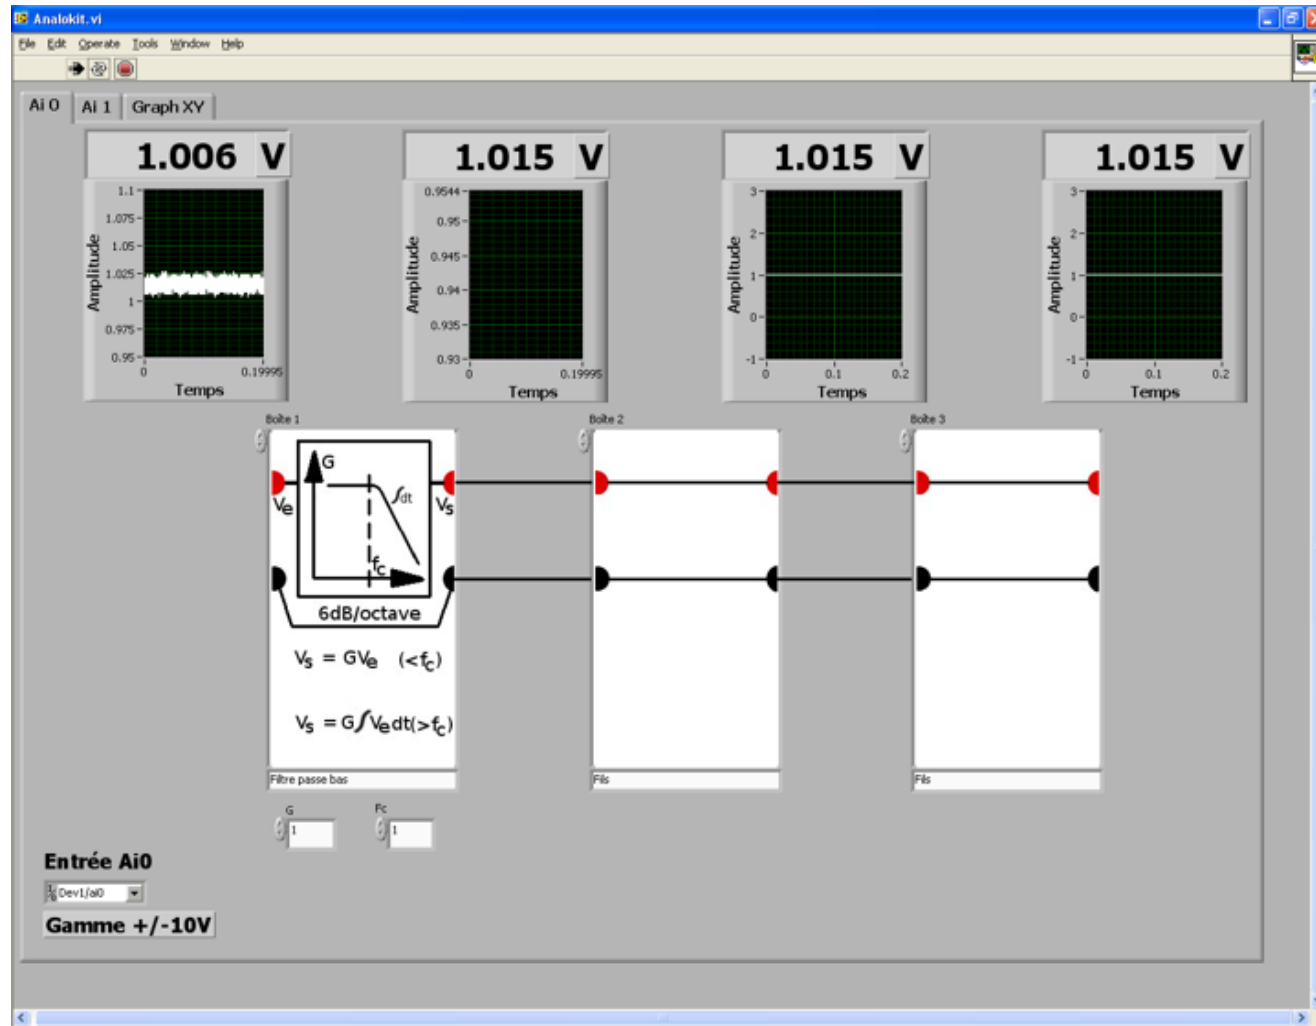 Analokit.vi
File Edit Operate Tools Window Help
Ai 0 Ai 1 Graph XY
1.006 V 1.015 V 1.015 V 1.015 V
1.1
1.075
1.05
1.025
1
0.975
0.95
Amplitude
0 0.19995
Temps
0.9544
0.95
0.945
0.94
0.935
0.93
Amplitude
0 0.19995
Temps
3
2
1
0
-1
Amplitude
0 0.1 0.2
Temps
3
2
1
0
-1
Amplitude
0 0.1 0.2
Temps
Boîte 1 Boîte 2 Boîte 3
G
Ve ∫dt Vs
fc
6dB/octave
Vs = GVe (<fc)
Vs = G∫Vedt(>fc)
Filtre passe bas Fils Fils
G Fc
1 1
Entrée Ai0
Dev1/ai0
Gamme +/-10V